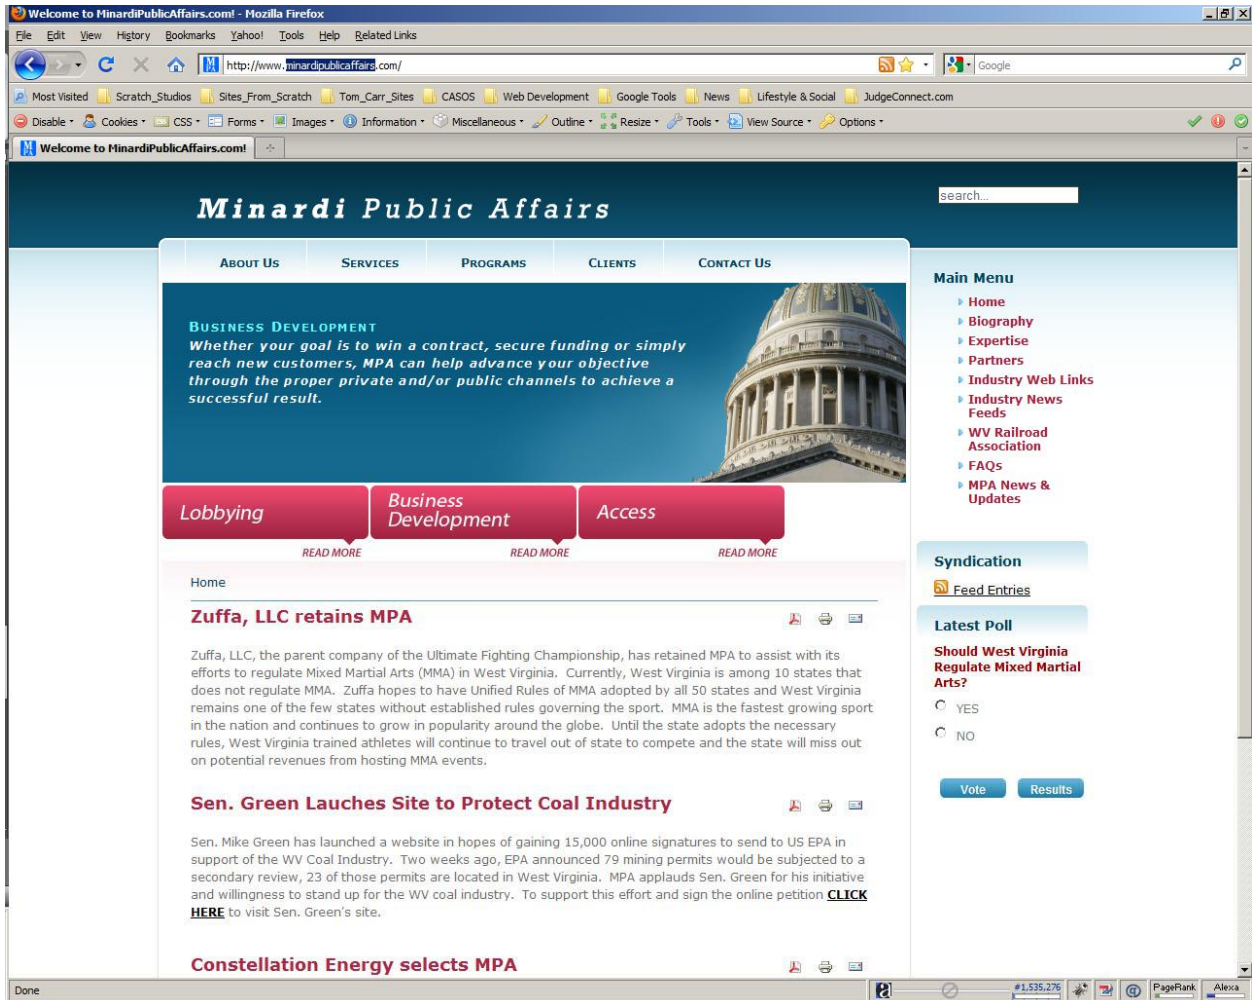 Welcome to MinardiPublicAffairs.com! - Mozilla Firefox
File Edit View History Bookmarks Yahoo! Tools Help Related Links
http://www.minardipublicaffairs.com/
Google
Most Visited Scratch_Studios Sites_From_Scratch Tom_Carr_Sites CASOS Web Development Google Tools News Lifestyle & Social JudgeConnect.com
Disable Cookies CSS Forms Images Information Miscellaneous Outline Resize Tools View Source Options
Welcome to MinardiPublicAffairs.com!
Minardi Public Affairs
search...
About Us Services Programs Clients Contact Us
Business Development
Whether your goal is to win a contract, secure funding or simply
reach new customers, MPA can help advance your objective
through the proper private and/or public channels to achieve a
successful result.
Lobbying
Business
Development
Access
READ MORE READ MORE READ MORE
Home
Zuffa, LLC retains MPA
Zuffa, LLC, the parent company of the Ultimate Fighting Championship, has retained MPA to assist with its
efforts to regulate Mixed Martial Arts (MMA) in West Virginia. Currently, West Virginia is among 10 states that
does not regulate MMA. Zuffa hopes to have Unified Rules of MMA adopted by all 50 states and West Virginia
remains one of the few states without established rules governing the sport. MMA is the fastest growing sport
in the nation and continues to grow in popularity around the globe. Until the state adopts the necessary
rules, West Virginia trained athletes will continue to travel out of state to compete and the state will miss out
on potential revenues from hosting MMA events.
Sen. Green Lauches Site to Protect Coal Industry
Sen. Mike Green has launched a website in hopes of gaining 15,000 online signatures to send to US EPA in
support of the WV Coal Industry. Two weeks ago, EPA announced 79 mining permits would be subjected to a
secondary review, 23 of those permits are located in West Virginia. MPA applauds Sen. Green for his initiative
and willingness to stand up for the WV coal industry. To support this effort and sign the online petition CLICK
HERE to visit Sen. Green's site.
Constellation Energy selects MPA
Main Menu
Home
Biography
Expertise
Partners
Industry Web Links
Industry News
Feeds
WV Railroad
Association
FAQs
MPA News &
Updates
Syndication
Feed Entries
Latest Poll
Should West Virginia
Regulate Mixed Martial
Arts?
YES
NO
Vote Results
Done
#1,535,276 PageRank Alexa